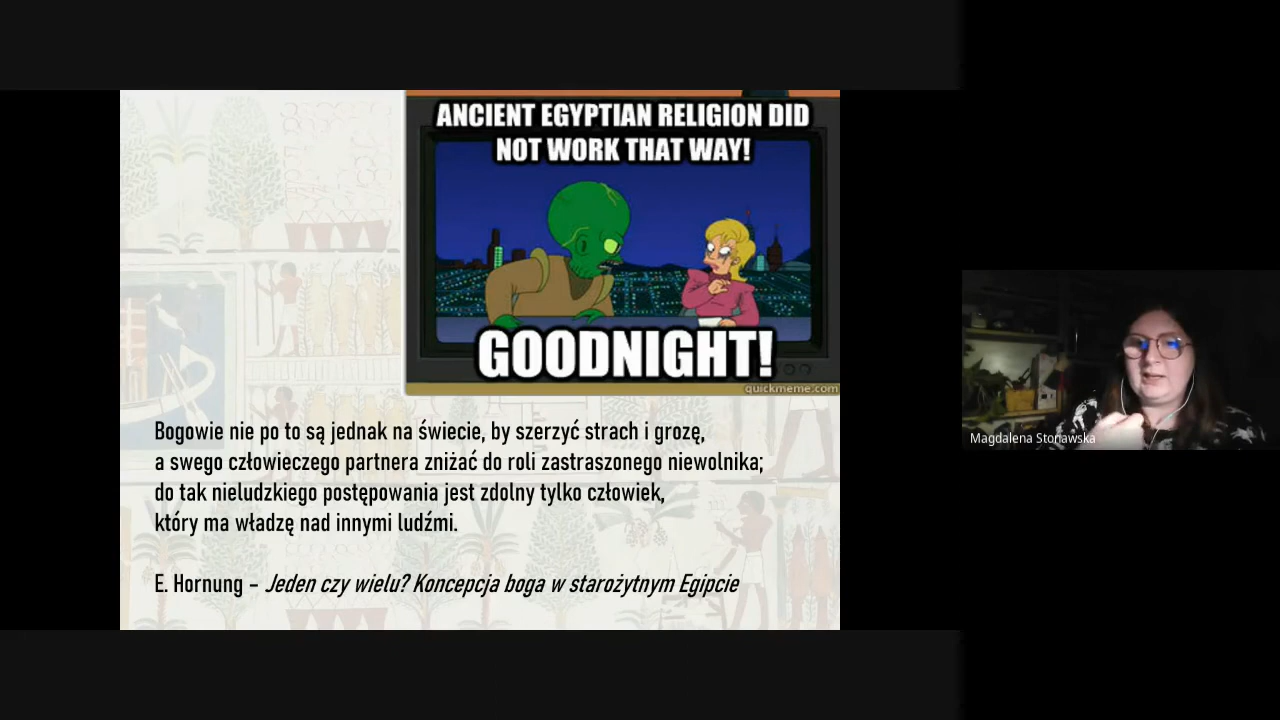 ANCIENT EGYPTIAN RELIGION DID
NOT WORK THAT WAY!
GOODNIGHT!
quickmeme.com
Bogowie nie po to są jednak na świecie, by szerzyć strach i grozę,
a swego człowieczego partnera zniżać do roli zastraszonego niewolnika;
do tak nieludzkiego postępowania jest zdolny tylko człowiek,
który ma władzę nad innymi ludźmi.
E. Hornung – Jeden czy wielu? Koncepcja boga w starożytnym Egipcie
Magdalena Stonawska